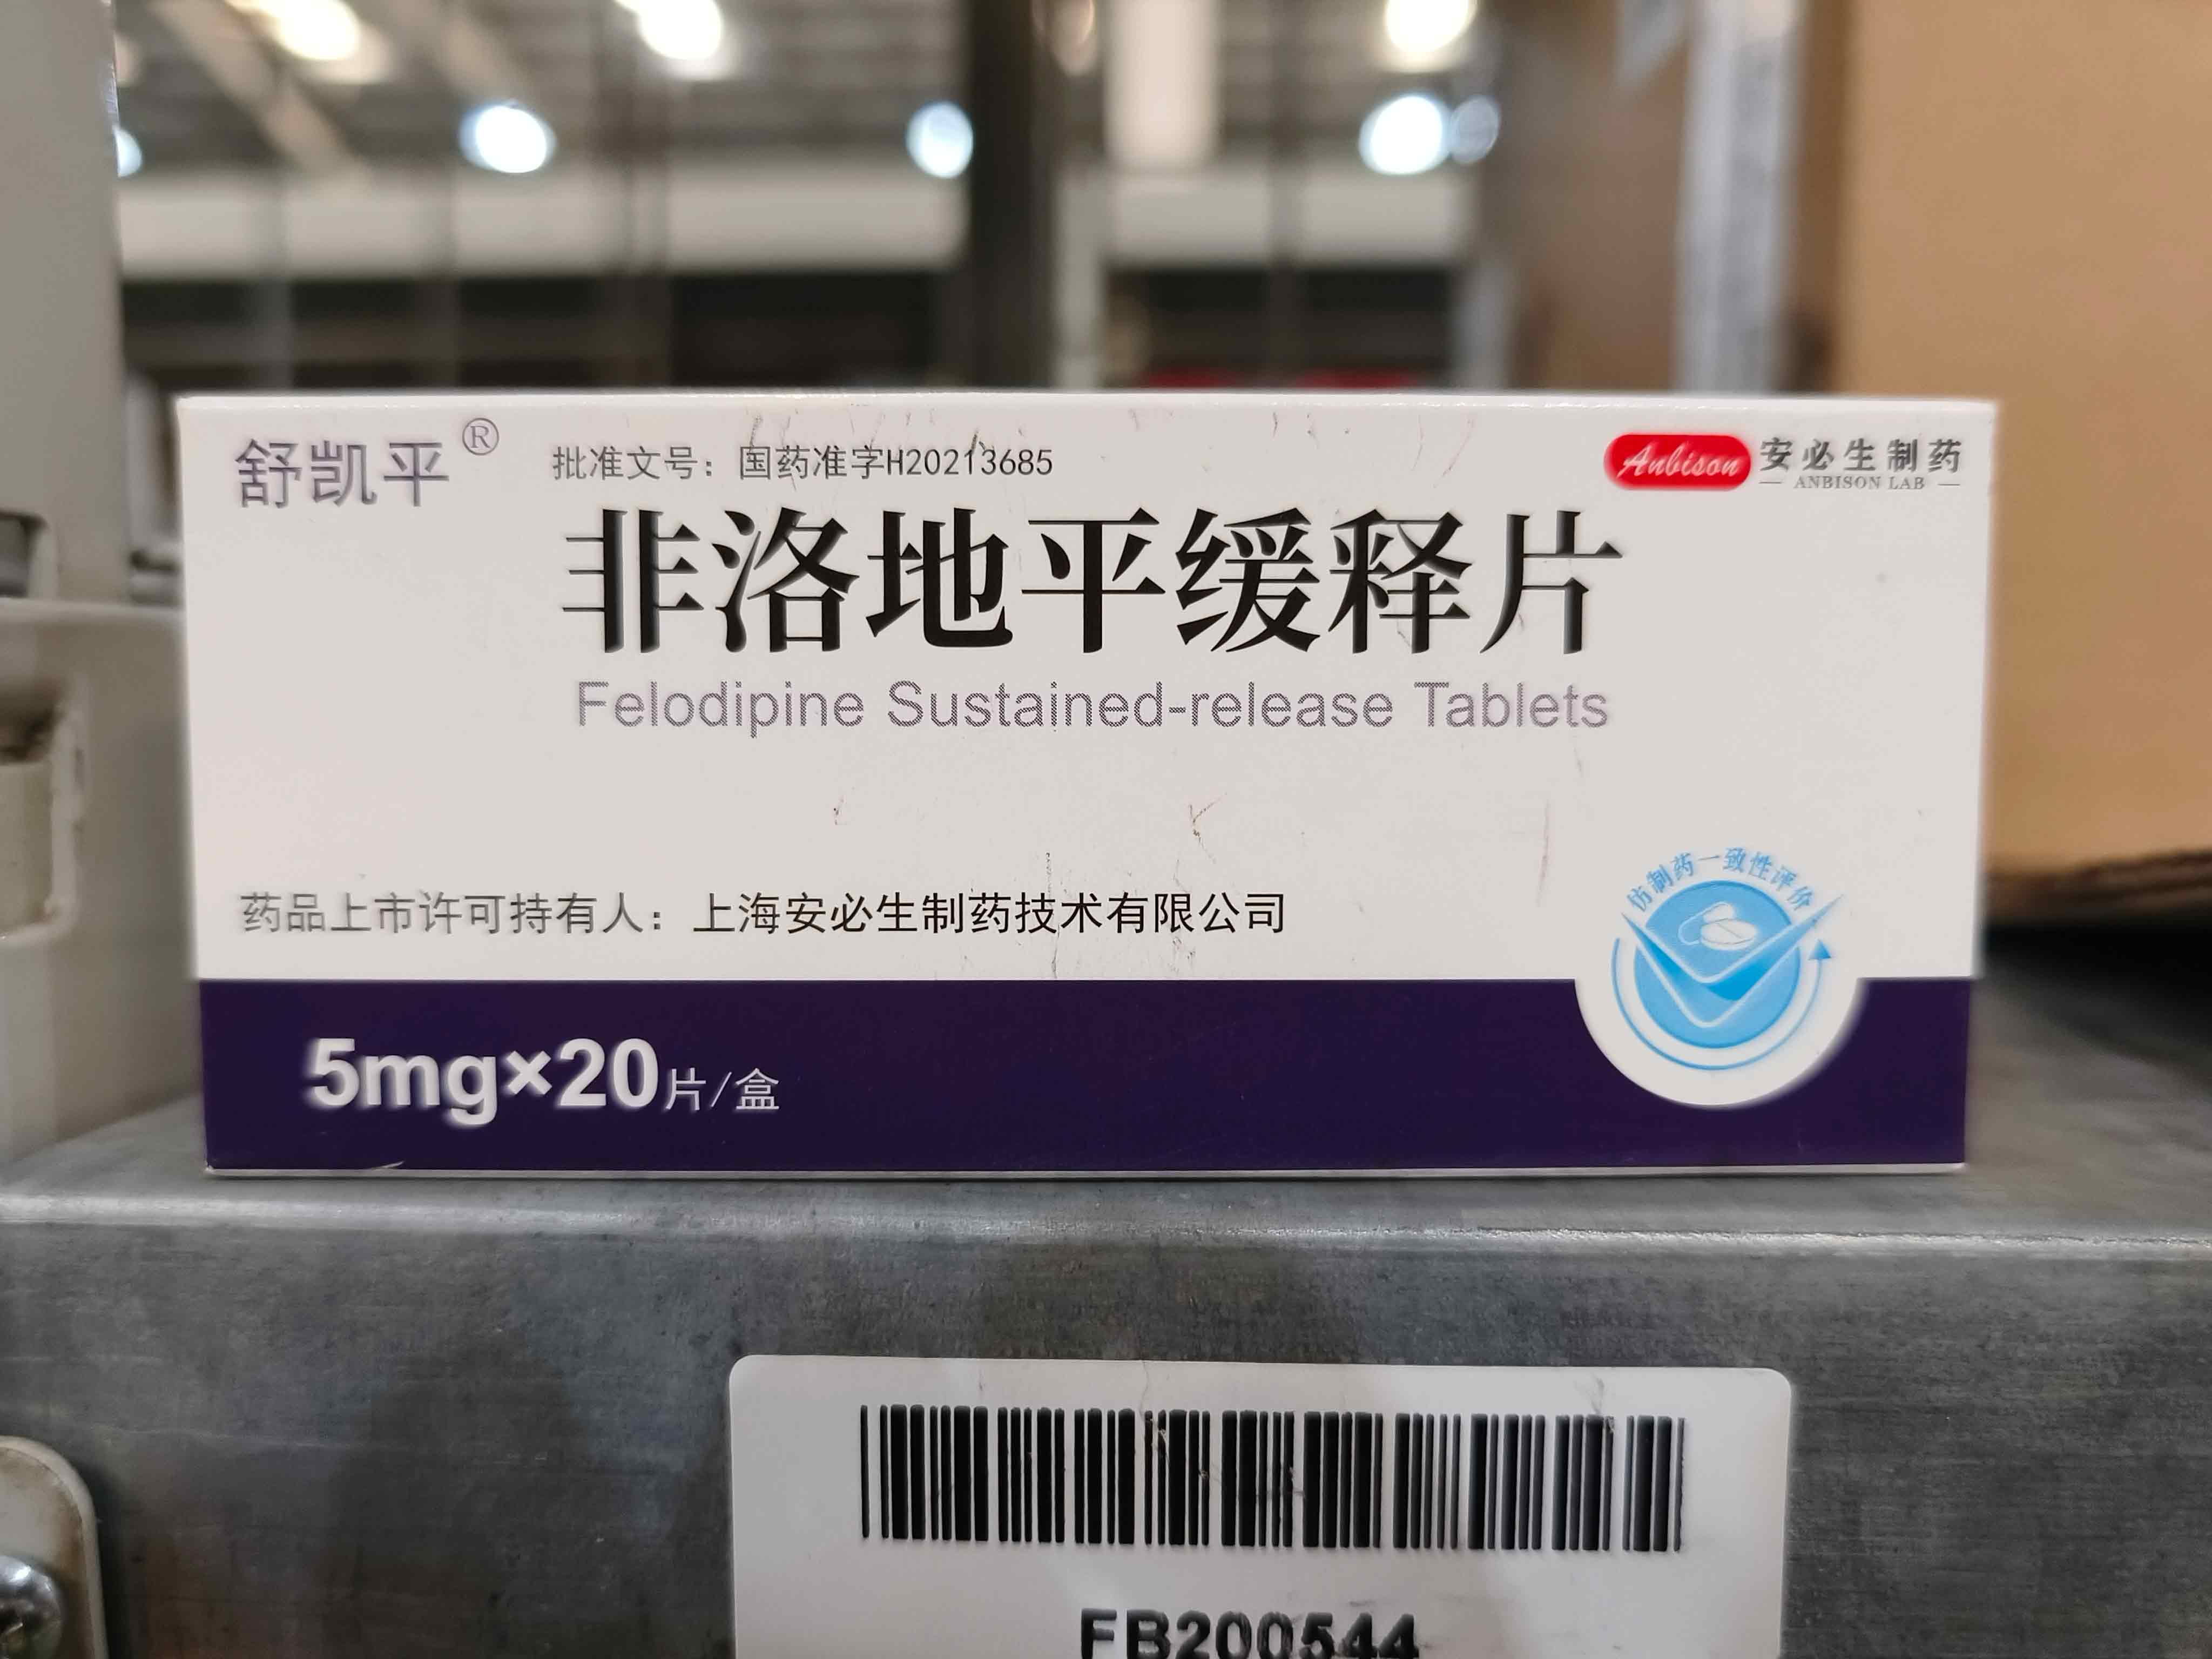 舒凯平®
批准文号：国药准字H20213685
Anbison 安必生制药
ANBISON LAB
非洛地平缓释片
Felodipine Sustained-release Tablets
药品上市许可持有人：上海安必生制药技术有限公司
仿制药一致性评价
5mg×20片/盒
FB200544